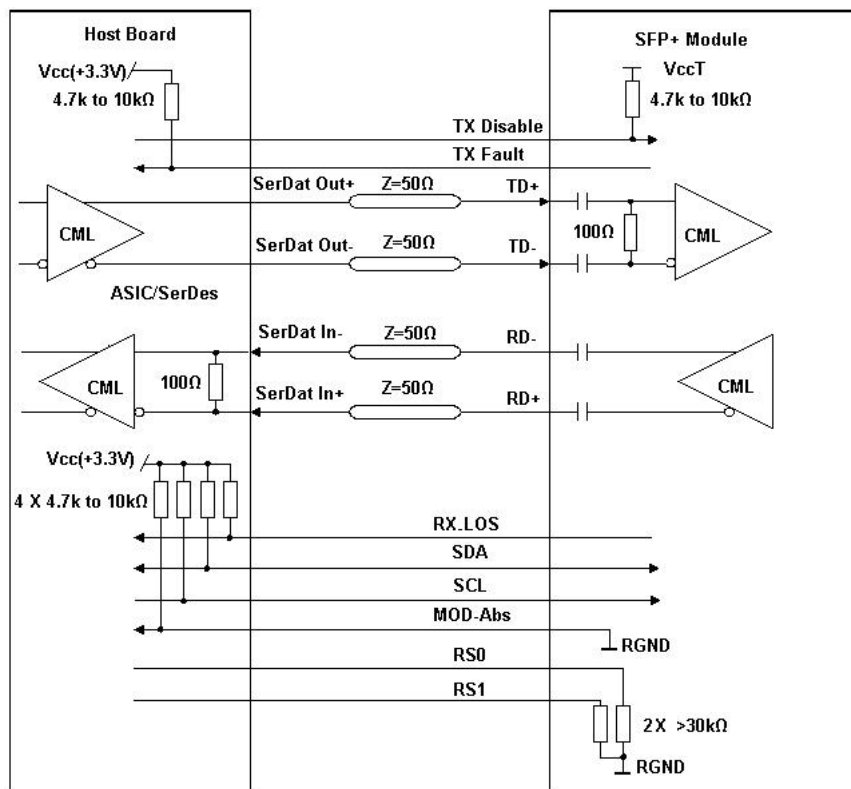 Host Board
SFP+ Module
Vcc(+3.3V)
VccT
4.7k to 10kΩ
4.7k to 10kΩ
TX Disable
TX Fault
SerDat Out+
Z=50Ω
TD+
CML
100Ω
CML
SerDat Out-
Z=50Ω
TD-
ASIC/SerDes
SerDat In-
Z=50Ω
RD-
CML
100Ω
SerDat In+
Z=50Ω
RD+
CML
Vcc(+3.3V)
4 X 4.7k to 10kΩ
RX_LOS
SDA
SCL
MOD-Abs
RGND
RS0
RS1
2X >30kΩ
RGND